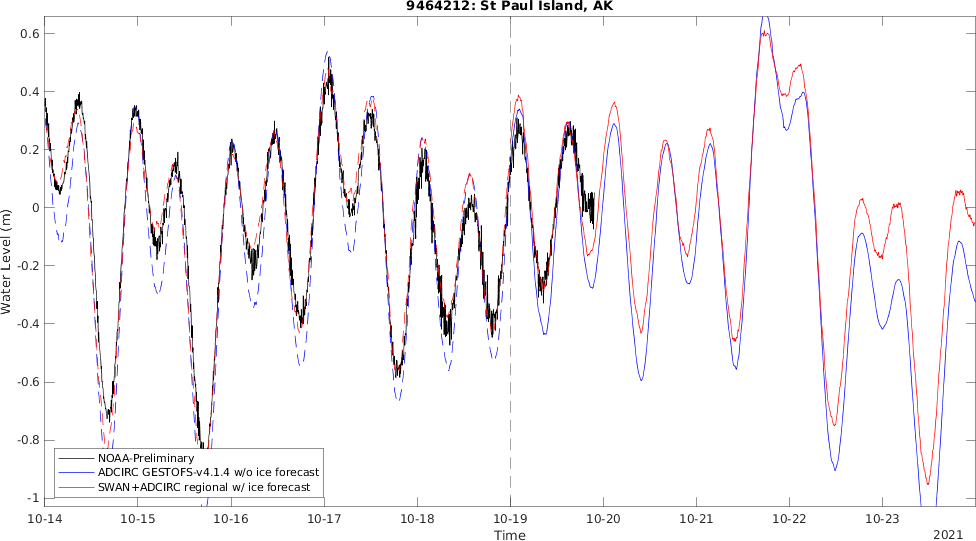 9464212: St Paul Island, AK
0.6
0.4
0.2
0
-0.2
-0.4
-0.6
-0.8
-1
Water Level (m)
NOAA-Preliminary
ADCIRC GESTOFS-v4.1.4 w/o ice forecast
SWAN+ADCIRC regional w/ ice forecast
10-14 10-15 10-16 10-17 10-18 10-19 10-20 10-21 10-22 10-23
Time
2021